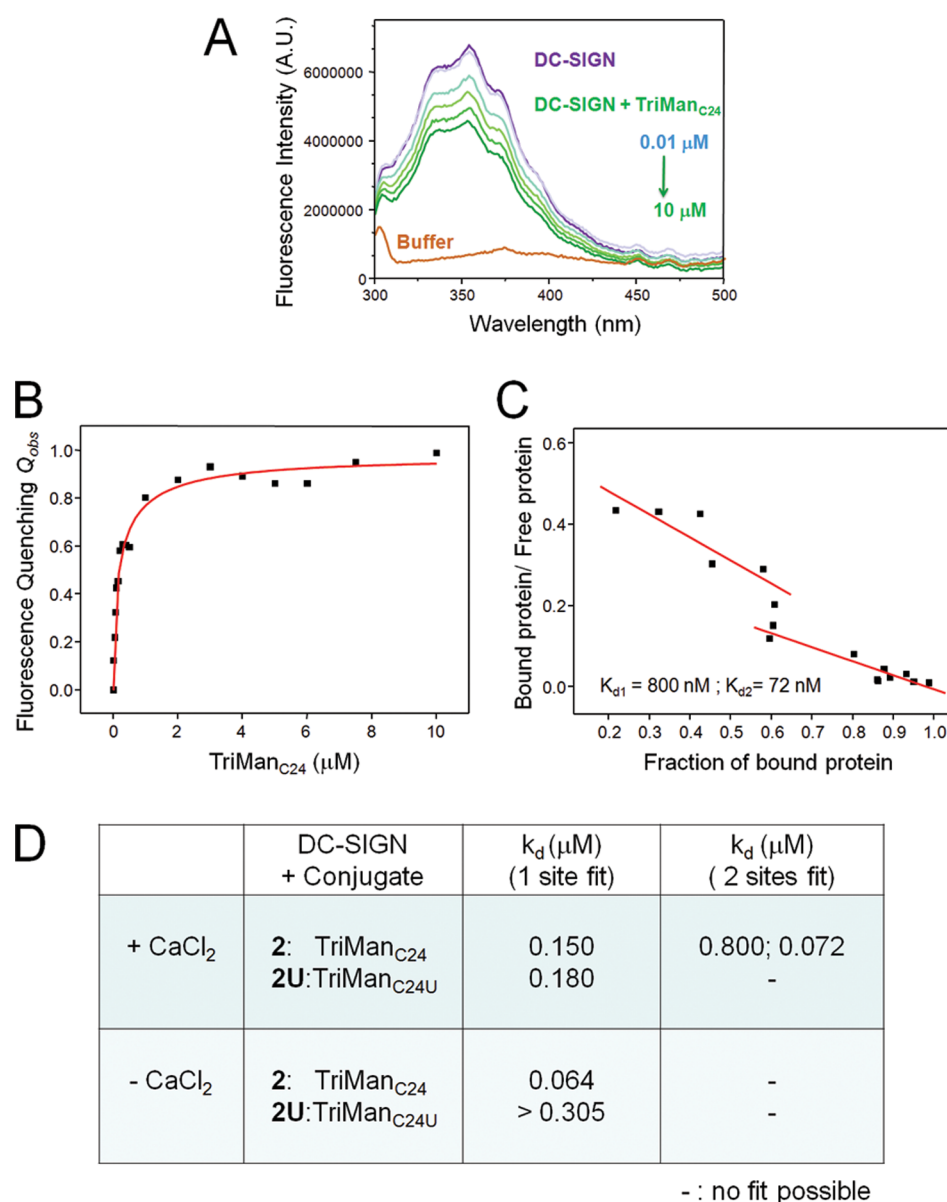 A
Fluorescence Intensity (A.U.)
6000000
4000000
2000000
0
DC-SIGN
DC-SIGN + TriManC24
0.01 μM
10 μM
Buffer
300
350
400
450
500
Wavelength (nm)
B
Fluorescence Quenching Qobs
1.0
0.8
0.6
0.4
0.2
0.0
0
2
4
6
8
10
TriManC24 (μM)
C
Bound protein/ Free protein
0.6
0.4
0.2
0.0
Kd1 = 800 nM ; Kd2= 72 nM
0.2 0.3 0.4 0.5 0.6 0.7 0.8 0.9 1.0
Fraction of bound protein
D
DC-SIGN
+ Conjugate
kd (μM)
(1 site fit)
kd (μM)
( 2 sites fit)
+ CaCl2
2: TriManC24 0.150 0.800; 0.072
2U:TriManC24U 0.180 -
- CaCl2
2: TriManC24 0.064 -
2U:TriManC24U > 0.305 -
- : no fit possible